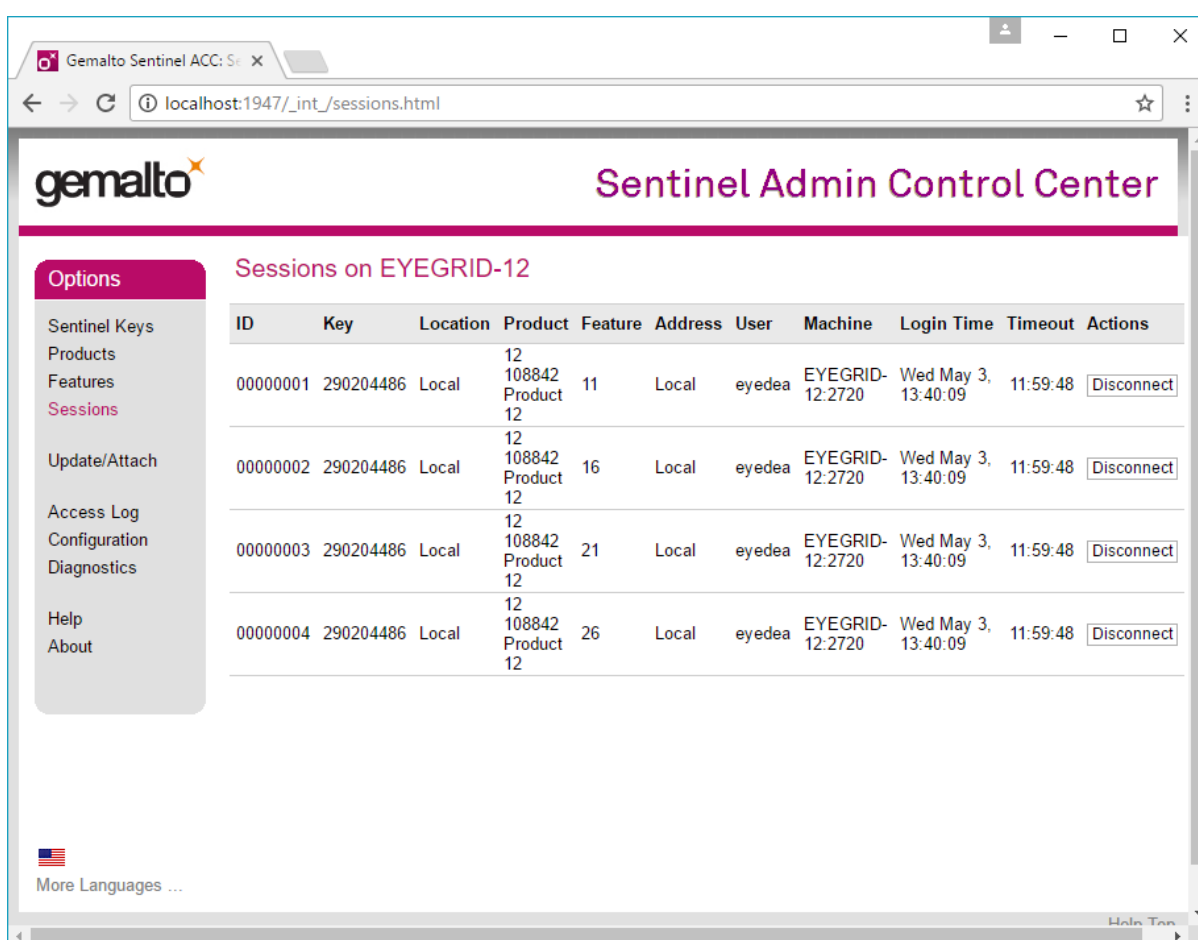 Gemalto Sentinel ACC: Se
localhost:1947/_int_/sessions.html
gemalto
Sentinel Admin Control Center
Options
Sentinel Keys
Products
Features
Sessions
Update/Attach
Access Log
Configuration
Diagnostics
Help
About
Sessions on EYEGRID-12
ID Key Location Product Feature Address User Machine Login Time Timeout Actions
12
108842
00000001 290204486 Local Product 11 Local eyedea EYEGRID- Wed May 3, 11:59:48 Disconnect
12 12:2720 13:40:09
12
108842
00000002 290204486 Local Product 16 Local eyedea EYEGRID- Wed May 3, 11:59:48 Disconnect
12 12:2720 13:40:09
12
108842
00000003 290204486 Local Product 21 Local eyedea EYEGRID- Wed May 3, 11:59:48 Disconnect
12 12:2720 13:40:09
12
108842
00000004 290204486 Local Product 26 Local eyedea EYEGRID- Wed May 3, 11:59:48 Disconnect
12 12:2720 13:40:09
More Languages ...
Help Top